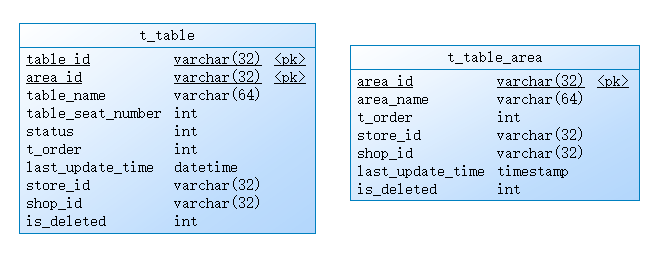 t_table
table_id varchar(32) <pk>
area_id varchar(32) <pk>
table_name varchar(64)
table_seat_number int
status int
t_order int
last_update_time datetime
store_id varchar(32)
shop_id varchar(32)
is_deleted int
t_table_area
area_id varchar(32) <pk>
area_name varchar(64)
t_order int
store_id varchar(32)
shop_id varchar(32)
last_update_time timestamp
is_deleted int